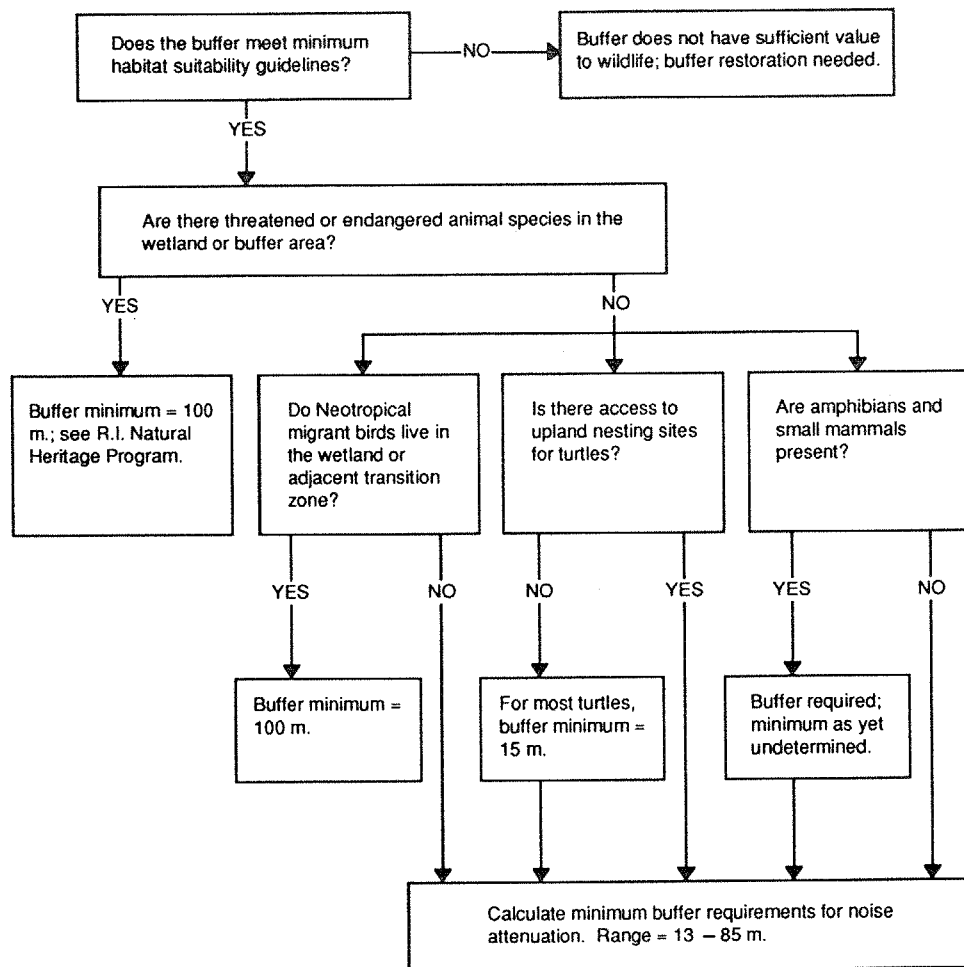 Does the buffer meet minimum
habitat suitability guidelines?
NO
Buffer does not have sufficient value
to wildlife; buffer restoration needed.
YES
Are there threatened or endangered animal species in the
wetland or buffer area?
YES
NO
Buffer minimum = 100
m.; see R.I. Natural
Heritage Program.
Do Neotropical
migrant birds live in
the wetland or
adjacent transition
zone?
Is there access to
upland nesting sites
for turtles?
Are amphibians and
small mammals
present?
YES
NO
NO
YES
YES
NO
Buffer minimum =
100 m.
For most turtles,
buffer minimum =
15 m.
Buffer required;
minimum as yet
undetermined.
Calculate minimum buffer requirements for noise
attenuation. Range = 13 – 85 m.